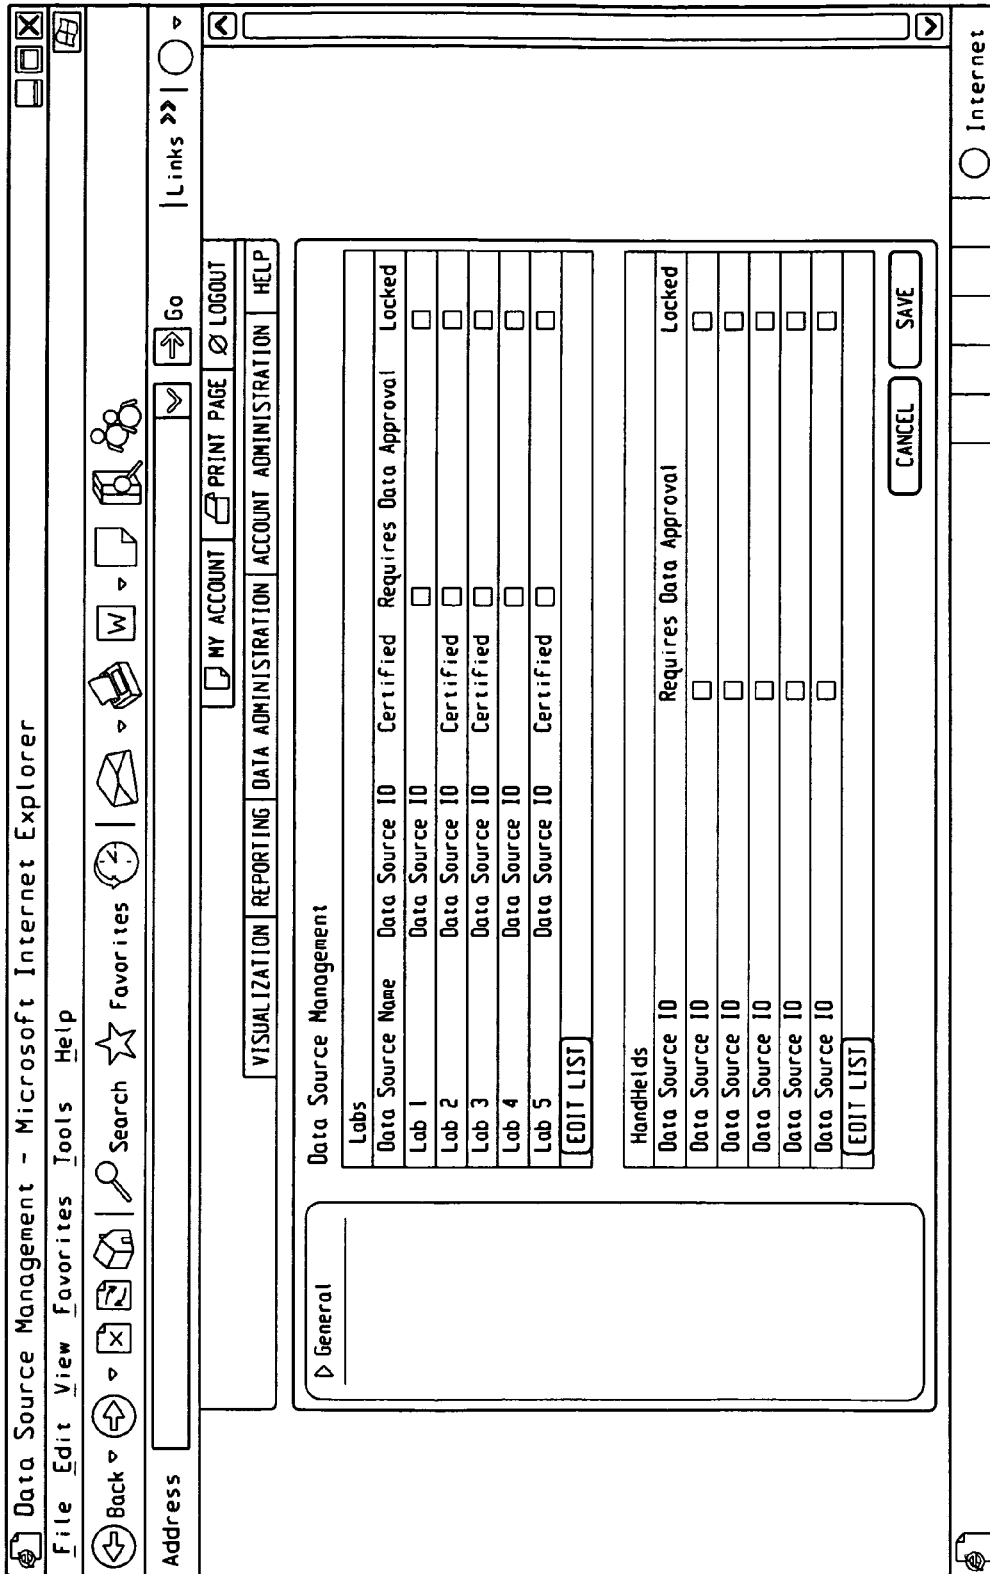 Data Source Management - Microsoft Internet Explorer
File Edit View Favorites Tools Help
Back Search Favorites W
Address Go Links >>
MY ACCOUNT PRINT PAGE LOGOUT
VISUALIZATION REPORTING DATA ADMINISTRATION ACCOUNT ADMINISTRATION HELP
General
Data Source Management
Labs
Data Source Name Data Source ID Certified Requires Data Approval Locked
Lab 1 Data Source ID
Lab 2 Data Source ID Certified
Lab 3 Data Source ID Certified
Lab 4 Data Source ID
Lab 5 Data Source ID Certified
EDIT LIST
HandHelds
Data Source ID Requires Data Approval Locked
Data Source ID
Data Source ID
Data Source ID
Data Source ID
Data Source ID
EDIT LIST
CANCEL SAVE
Internet